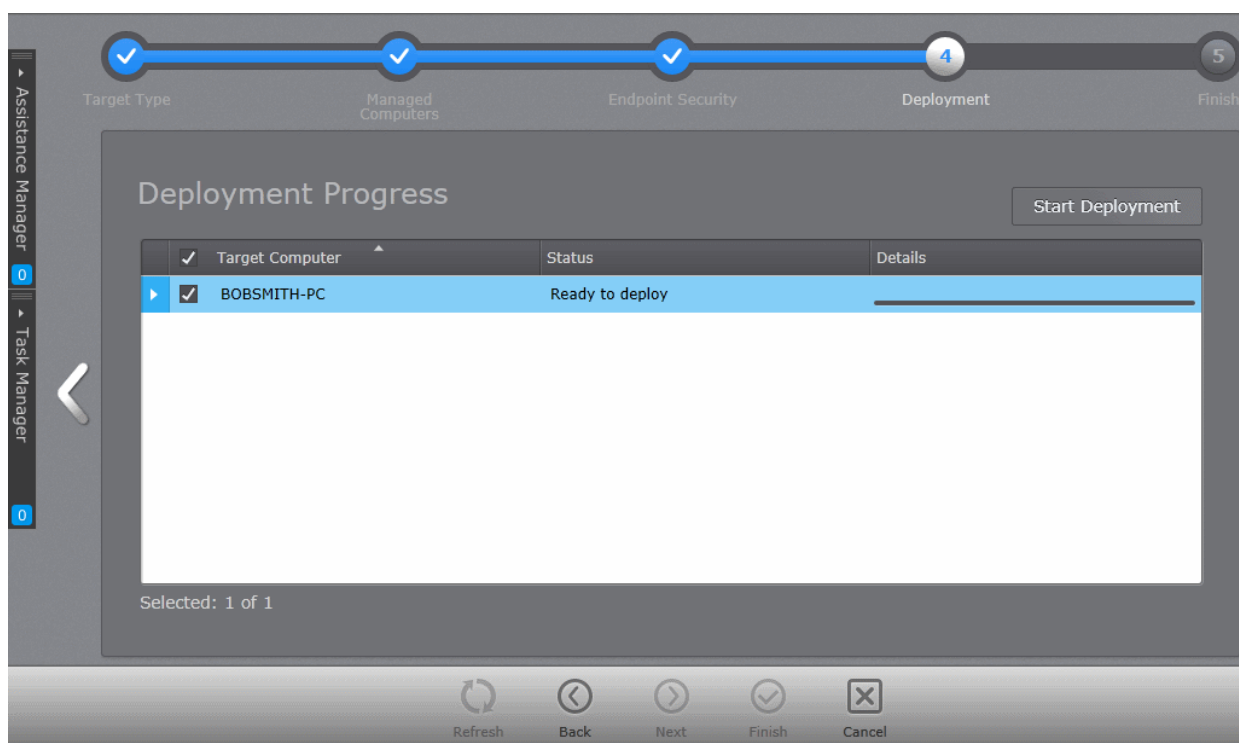 4
5
Target Type
Managed
Computers
Endpoint Security
Deployment
Finish
Assistance Manager
0
Task Manager
0
Deployment Progress
Start Deployment
Target Computer
Status
Details
BOBSMITH-PC
Ready to deploy
Selected: 1 of 1
Refresh
Back
Next
Finish
Cancel